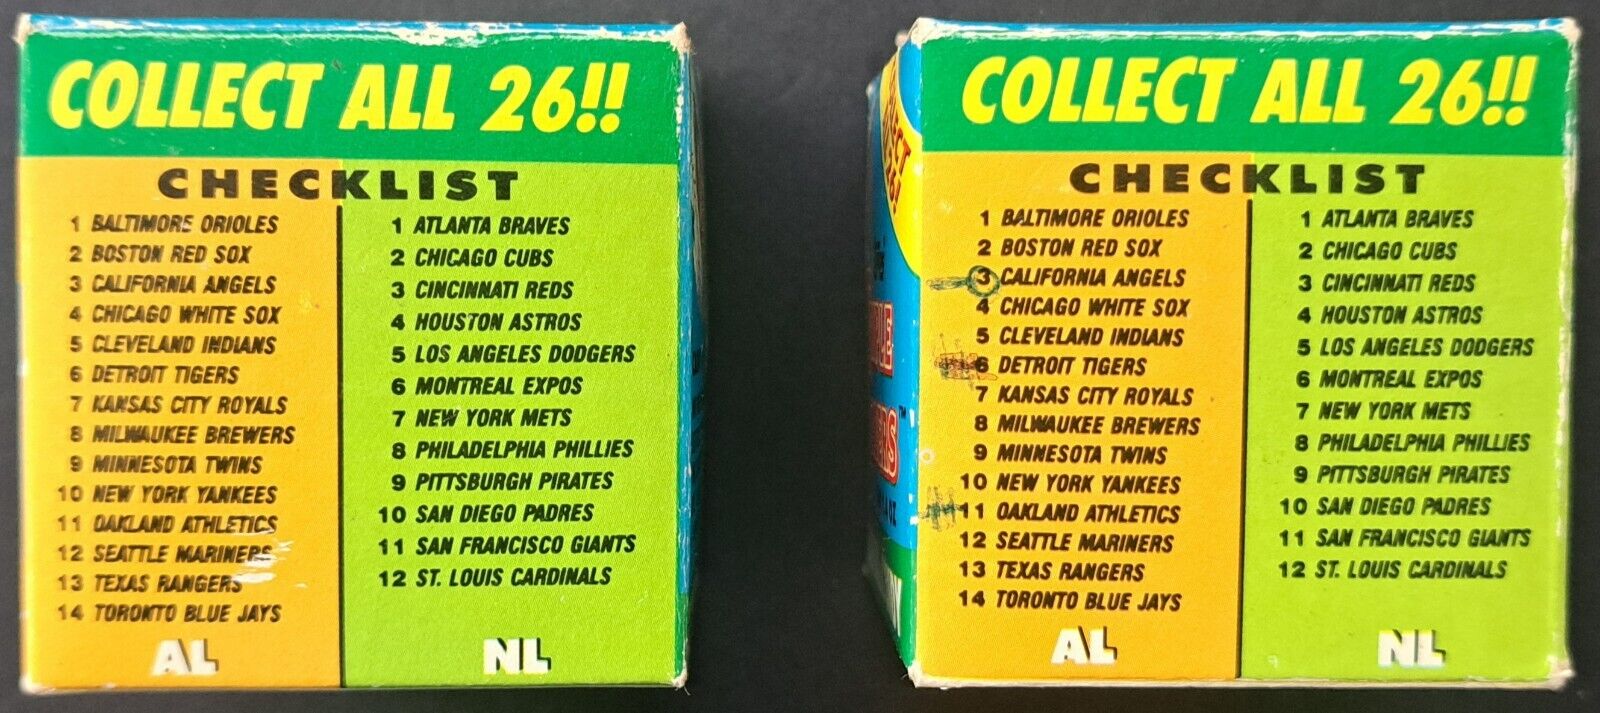 COLLECT ALL 26!!
CHECKLIST
1 BALTIMORE ORIOLES
2 BOSTON RED SOX
3 CALIFORNIA ANGELS
4 CHICAGO WHITE SOX
5 CLEVELAND INDIANS
6 DETROIT TIGERS
7 KANSAS CITY ROYALS
8 MILWAUKEE BREWERS
9 MINNESOTA TWINS
10 NEW YORK YANKEES
11 OAKLAND ATHLETICS
12 SEATTLE MARINERS
13 TEXAS RANGERS
14 TORONTO BLUE JAYS
AL
1 ATLANTA BRAVES
2 CHICAGO CUBS
3 CINCINNATI REDS
4 HOUSTON ASTROS
5 LOS ANGELES DODGERS
6 MONTREAL EXPOS
7 NEW YORK METS
8 PHILADELPHIA PHILLIES
9 PITTSBURGH PIRATES
10 SAN DIEGO PADRES
11 SAN FRANCISCO GIANTS
12 ST. LOUIS CARDINALS
NL
COLLECT ALL 26!!
CHECKLIST
1 BALTIMORE ORIOLES
2 BOSTON RED SOX
3 CALIFORNIA ANGELS
4 CHICAGO WHITE SOX
5 CLEVELAND INDIANS
6 DETROIT TIGERS
7 KANSAS CITY ROYALS
8 MILWAUKEE BREWERS
9 MINNESOTA TWINS
10 NEW YORK YANKEES
11 OAKLAND ATHLETICS
12 SEATTLE MARINERS
13 TEXAS RANGERS
14 TORONTO BLUE JAYS
AL
1 ATLANTA BRAVES
2 CHICAGO CUBS
3 CINCINNATI REDS
4 HOUSTON ASTROS
5 LOS ANGELES DODGERS
6 MONTREAL EXPOS
7 NEW YORK METS
8 PHILADELPHIA PHILLIES
9 PITTSBURGH PIRATES
10 SAN DIEGO PADRES
11 SAN FRANCISCO GIANTS
12 ST. LOUIS CARDINALS
NL